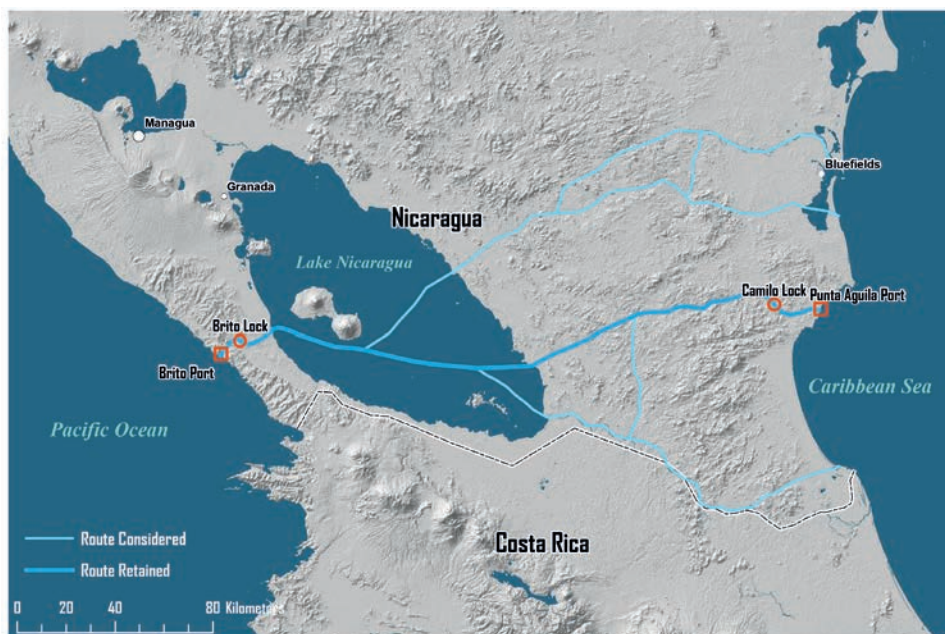 Managua
Granada
Bluefields
Nicaragua
Lake Nicaragua
Camilo Lock
Punta Aguila Port
Brito Lock
Brito Port
Caribbean Sea
Pacific Ocean
Route Considered
Costa Rica
Route Retained
0 20 40 80 Kilometres